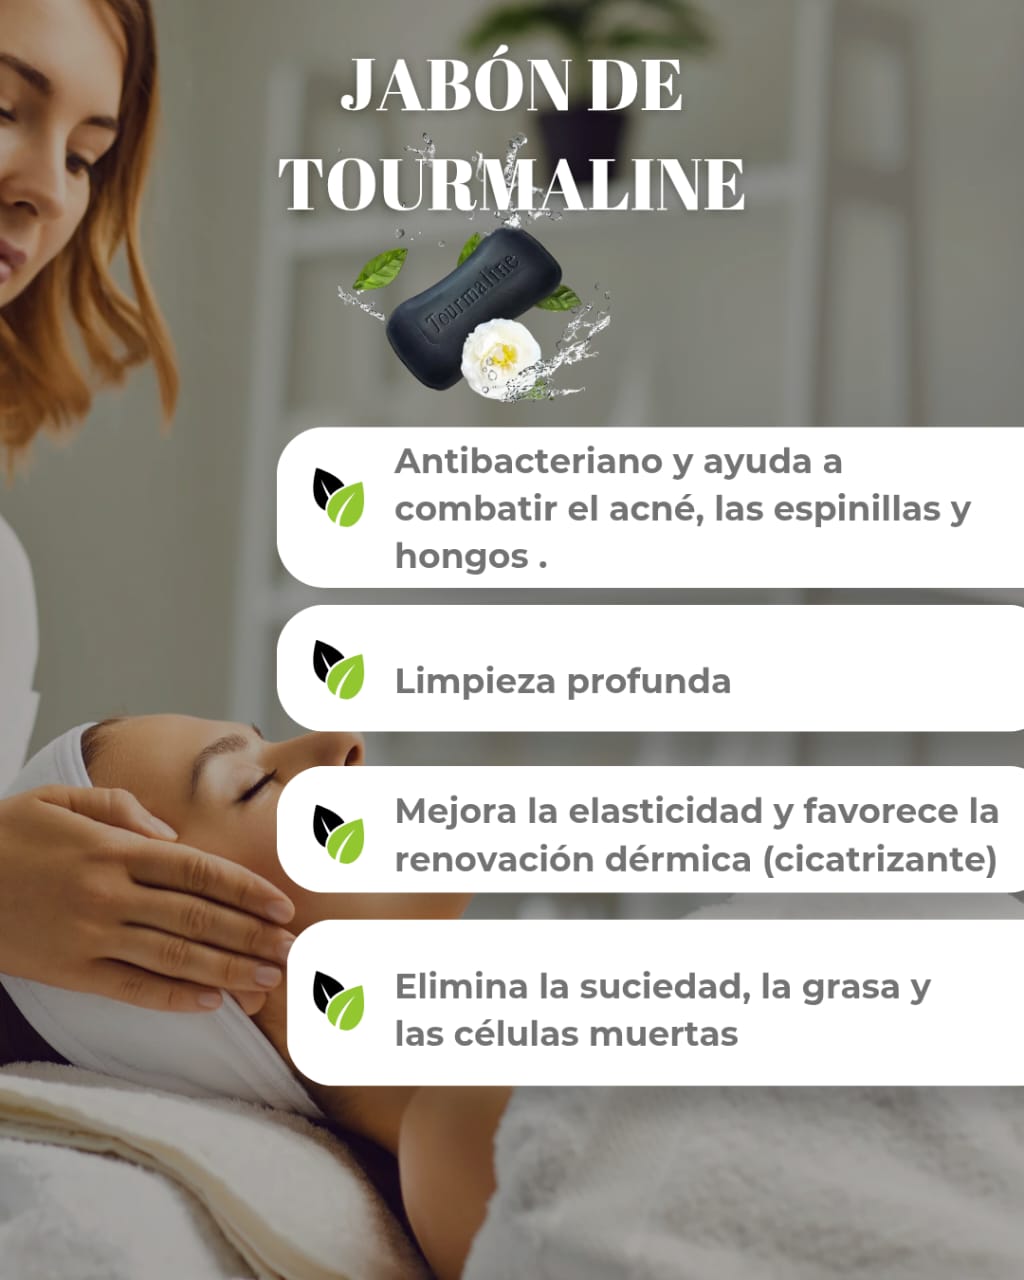 JABÓN DE
TOURMALINE
Tourmaline
Antibacteriano y ayuda a
combatir el acné, las espinillas y
hongos .
Limpieza profunda
Mejora la elasticidad y favorece la
renovación dérmica (cicatrizante)
Elimina la suciedad, la grasa y
las células muertas